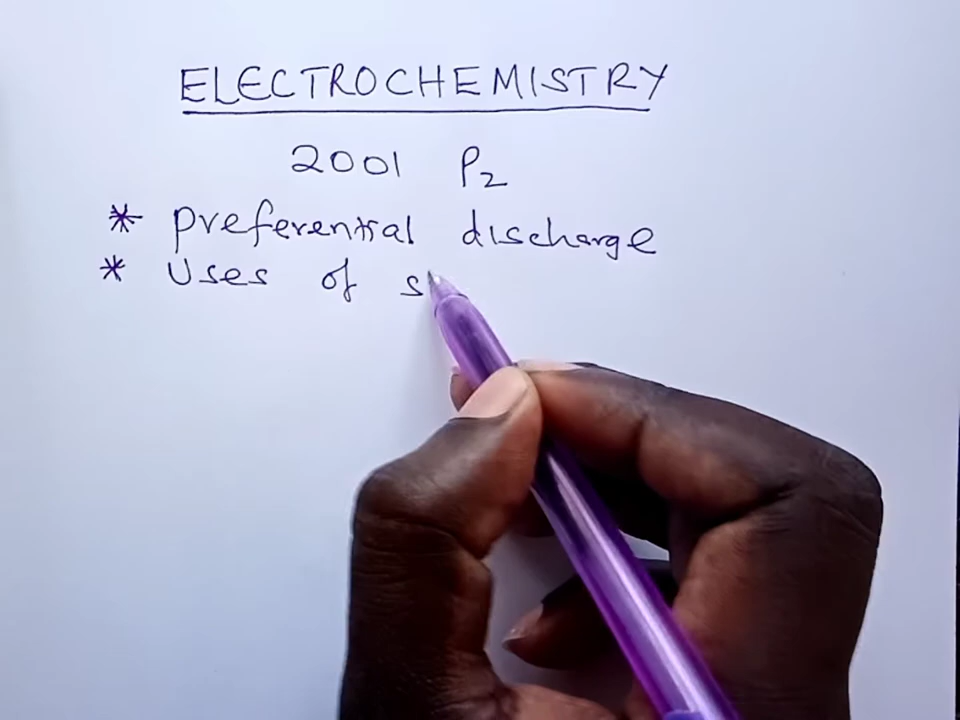 ELECTROCHEMISTRY
2001 P2
* preferential discharge
* Uses of s